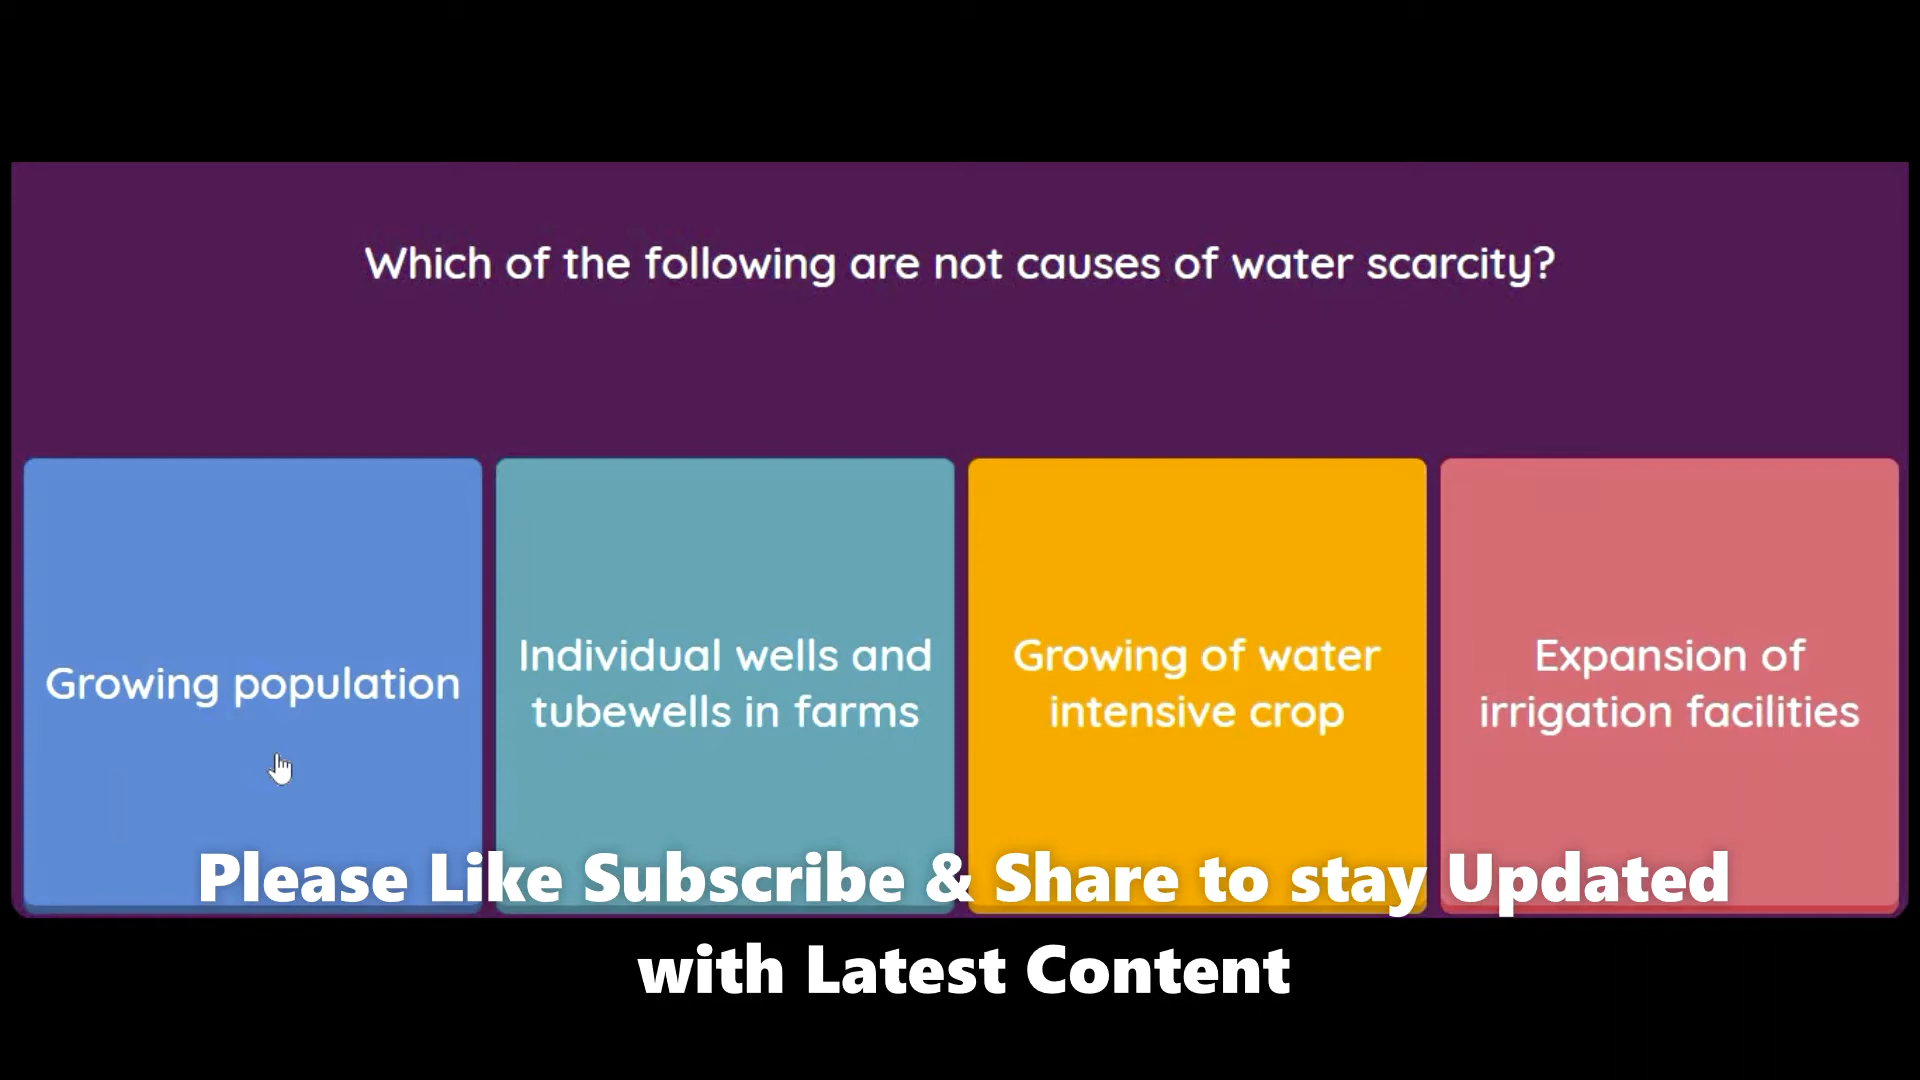 Which of the following are not causes of water scarcity?
Growing population
Individual wells and
tubewells in farms
Growing of water
intensive crop
Expansion of
irrigation facilities
Please Like Subscribe & Share to stay Updated
with Latest Content